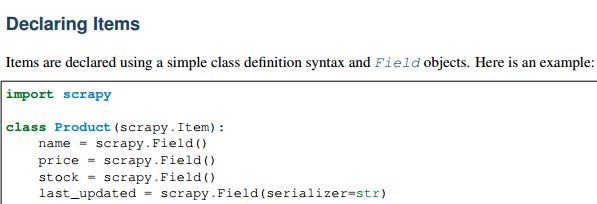 Declaring Items
Items are declared using a simple class definition syntax and Field objects. Here is an example:
import scrapy
class Product(scrapy.Item):
    name = scrapy.Field()
    price = scrapy.Field()
    stock = scrapy.Field()
    last_updated = scrapy.Field(serializer=str)